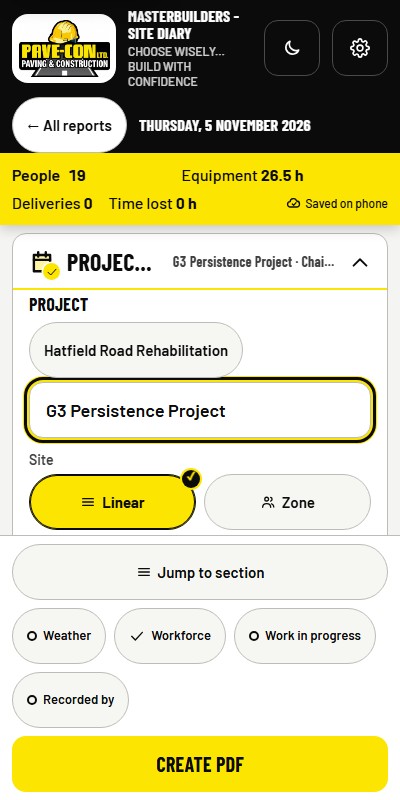 PAVE-CON LTD.
PAVING & CONSTRUCTION
MASTERBUILDERS -
SITE DIARY
CHOOSE WISELY...
BUILD WITH
CONFIDENCE
← All reports
THURSDAY, 5 NOVEMBER 2026
People 19
Equipment 26.5 h
Deliveries 0
Time lost 0 h
Saved on phone
PROJEC...
G3 Persistence Project · Chai...
PROJECT
Hatfield Road Rehabilitation
G3 Persistence Project
Site
Linear
Zone
Jump to section
Weather
Workforce
Work in progress
Recorded by
CREATE PDF